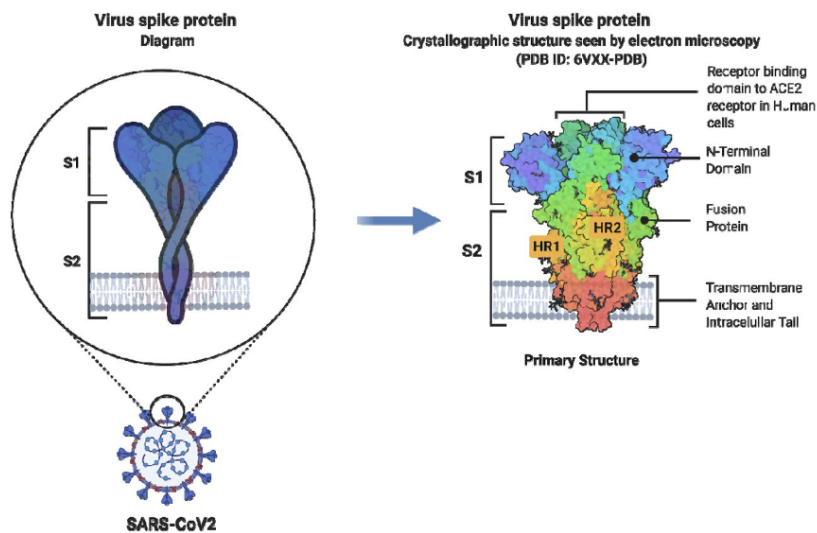 Virus spike protein
Diagram
S1
S2
SARS-CoV2
Virus spike protein
Crystallographic structure seen by electron microscopy
(PDB ID: 6VXX-PDB)
Receptor binding
domain to ACE2
receptor in Human
cells
N-Terminal
Domain
S1
Fusion
Protein
S2
HR1
HR2
Transmembrane
Anchor and
Intracelullar Tail
Primary Structure